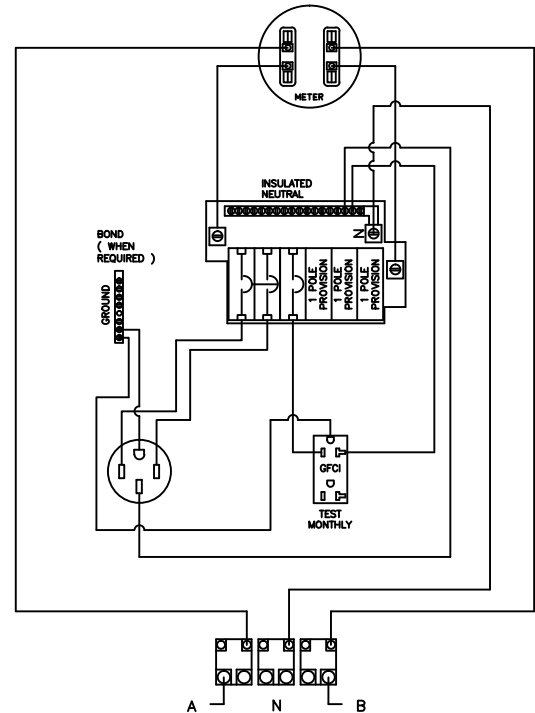 METER
INSULATED
NEUTRAL
N
BOND
( WHEN
REQUIRED )
GROUND
1 POLE
PROVISION
1 POLE
PROVISION
1 POLE
PROVISION
GFCI
TEST
MONTHLY
A
N
B